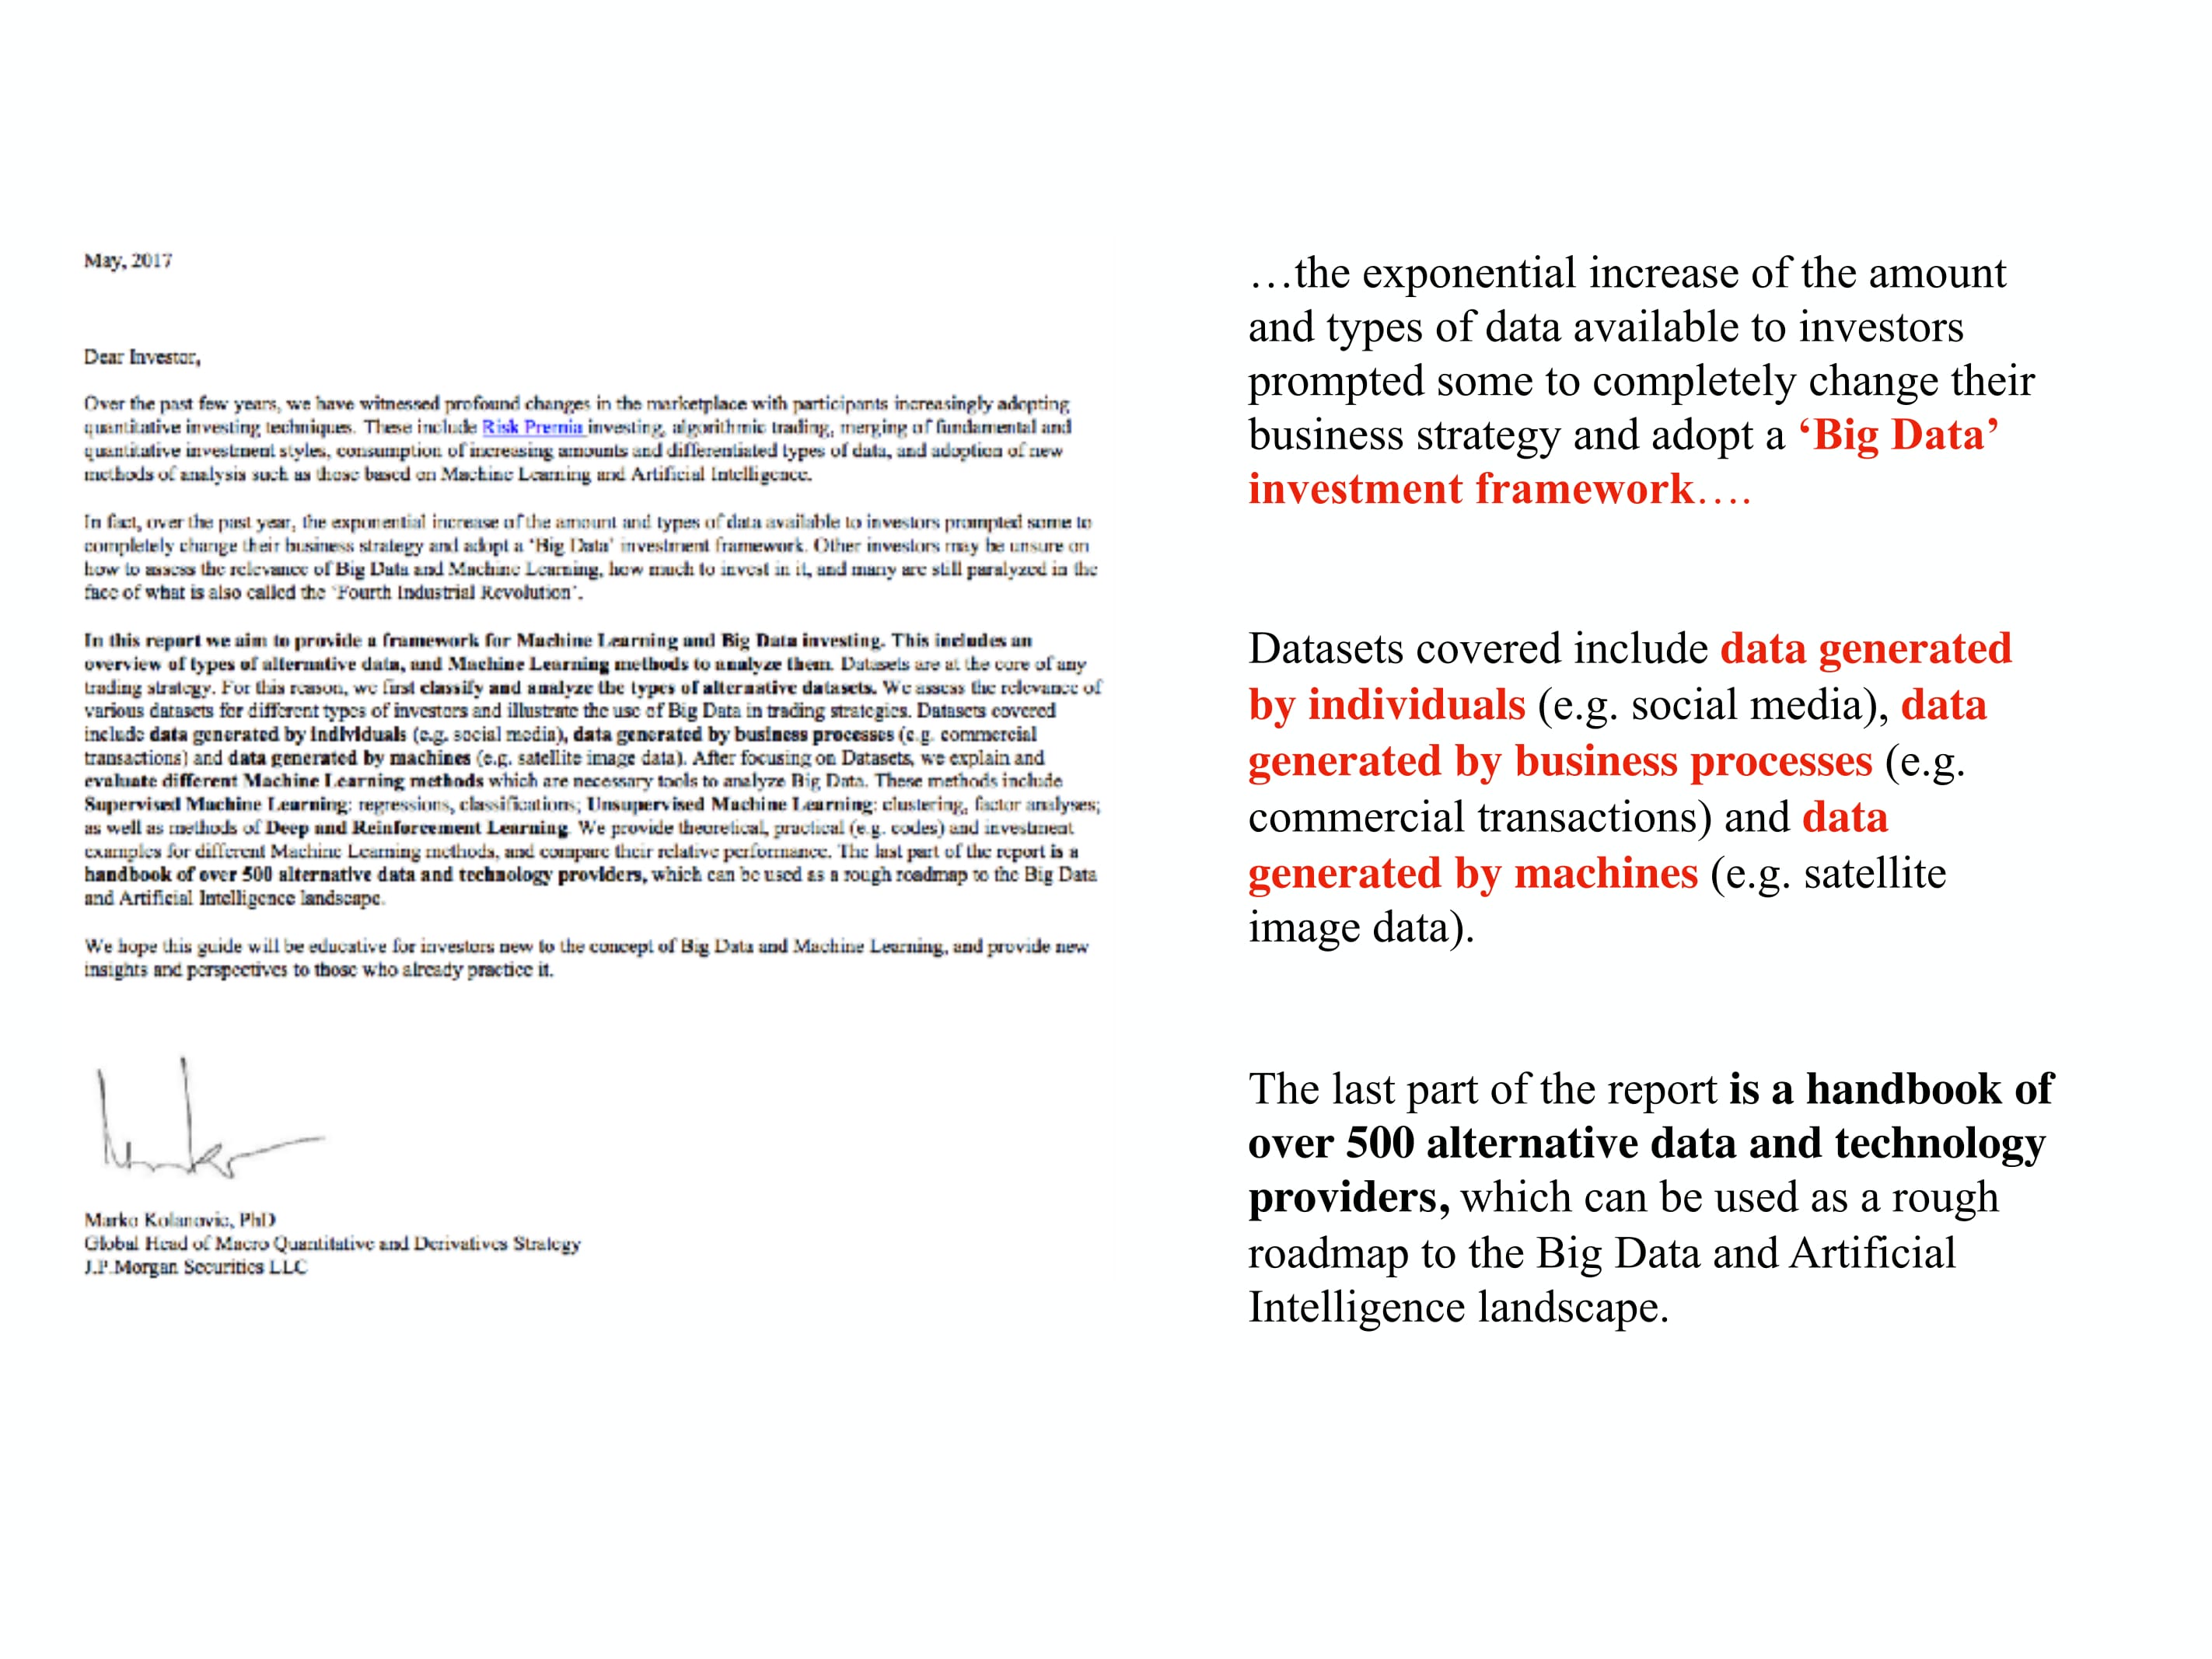 May, 2017
Dear Investor,
Over the past few years, we have witnessed profound changes in the marketplace with participants increasingly adopting
quantitative investing techniques. These include Risk Premia investing, algorithmic trading, merging of fundamental and
quantitative investment styles, consumption of increasing amounts and differentiated types of data, and adoption of new
methods of analysis such as those based on Machine Learning and Artificial Intelligence.
In fact, over the past year, the exponential increase of the amount and types of data available to investors prompted some to
completely change their business strategy and adopt a ‘Big Data’ investment framework. Other investors may be unsure on
how to assess the relevance of Big Data and Machine Learning, how much to invest in it, and many are still paralyzed in the
face of what is also called the ‘Fourth Industrial Revolution’.
In this report we aim to provide a framework for Machine Learning and Big Data investing. This includes an
overview of types of alternative data, and Machine Learning methods to analyze them. Datasets are at the core of any
trading strategy. For this reason, we first classify and analyze the types of alternative datasets. We assess the relevance of
various datasets for different types of investors and illustrate the use of Big Data in trading strategies. Datasets covered
include data generated by individuals (e.g. social media), data generated by business processes (e.g. commercial
transactions) and data generated by machines (e.g. satellite image data). After focusing on Datasets, we explain and
evaluate different Machine Learning methods which are necessary tools to analyze Big Data. These methods include
Supervised Machine Learning: regressions, classifications; Unsupervised Machine Learning: clustering, factor analyses;
as well as methods of Deep and Reinforcement Learning. We provide theoretical, practical (e.g. codes) and investment
examples for different Machine Learning methods, and compare their relative performance. The last part of the report is a
handbook of over 500 alternative data and technology providers, which can be used as a rough roadmap to the Big Data
and Artificial Intelligence landscape.
We hope this guide will be educative for investors new to the concept of Big Data and Machine Learning, and provide new
insights and perspectives to those who already practice it.
Marko Kolanovic, PhD
Global Head of Macro Quantitative and Derivatives Strategy
J.P.Morgan Securities LLC
…the exponential increase of the amount
and types of data available to investors
prompted some to completely change their
business strategy and adopt a ‘Big Data’
investment framework….
Datasets covered include data generated
by individuals (e.g. social media), data
generated by business processes (e.g.
commercial transactions) and data
generated by machines (e.g. satellite
image data).
The last part of the report is a handbook of
over 500 alternative data and technology
providers, which can be used as a rough
roadmap to the Big Data and Artificial
Intelligence landscape.